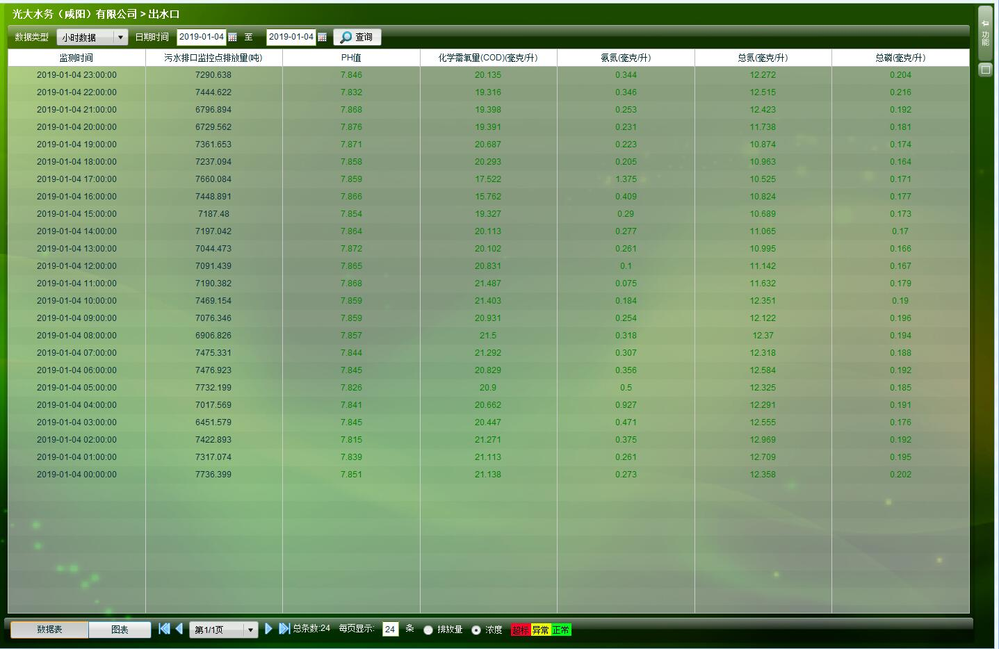 光大水务（咸阳）有限公司 > 出水口
功能
数据类型 小时数据 日期时间 2019-01-04 至 2019-01-04 查询
监测时间 污水排口监控点排放量(吨) PH值 化学需氧量(COD)(毫克/升) 氨氮(毫克/升) 总氮(毫克/升) 总磷(毫克/升)
2019-01-04 23:00:00 7290.638 7.846 20.135 0.344 12.272 0.204
2019-01-04 22:00:00 7444.622 7.832 19.316 0.346 12.515 0.216
2019-01-04 21:00:00 6796.894 7.868 19.398 0.253 12.423 0.192
2019-01-04 20:00:00 6729.562 7.876 19.391 0.231 11.738 0.181
2019-01-04 19:00:00 7361.653 7.871 20.687 0.223 10.874 0.174
2019-01-04 18:00:00 7237.094 7.858 20.293 0.205 10.963 0.164
2019-01-04 17:00:00 7660.084 7.859 17.522 1.375 10.525 0.171
2019-01-04 16:00:00 7448.891 7.866 15.762 0.409 10.824 0.177
2019-01-04 15:00:00 7187.48 7.854 19.327 0.29 10.689 0.173
2019-01-04 14:00:00 7197.042 7.864 20.113 0.277 11.065 0.17
2019-01-04 13:00:00 7044.473 7.872 20.102 0.261 10.995 0.166
2019-01-04 12:00:00 7091.439 7.865 20.831 0.1 11.142 0.167
2019-01-04 11:00:00 7190.382 7.868 21.487 0.075 11.632 0.179
2019-01-04 10:00:00 7469.154 7.859 21.403 0.184 12.351 0.19
2019-01-04 09:00:00 7076.346 7.859 20.931 0.254 12.122 0.196
2019-01-04 08:00:00 6906.826 7.857 21.5 0.318 12.37 0.194
2019-01-04 07:00:00 7475.331 7.844 21.292 0.307 12.318 0.188
2019-01-04 06:00:00 7476.923 7.845 20.829 0.356 12.584 0.192
2019-01-04 05:00:00 7732.199 7.826 20.9 0.5 12.325 0.185
2019-01-04 04:00:00 7017.569 7.841 20.662 0.927 12.291 0.191
2019-01-04 03:00:00 6451.579 7.845 20.447 0.471 12.555 0.176
2019-01-04 02:00:00 7422.893 7.815 21.271 0.375 12.969 0.192
2019-01-04 01:00:00 7317.074 7.839 21.113 0.261 12.709 0.195
2019-01-04 00:00:00 7736.399 7.851 21.138 0.273 12.358 0.202
数据表 图表 第1/1页 总条数:24 每页显示: 24 条 排放量 浓度 超标 异常 正常